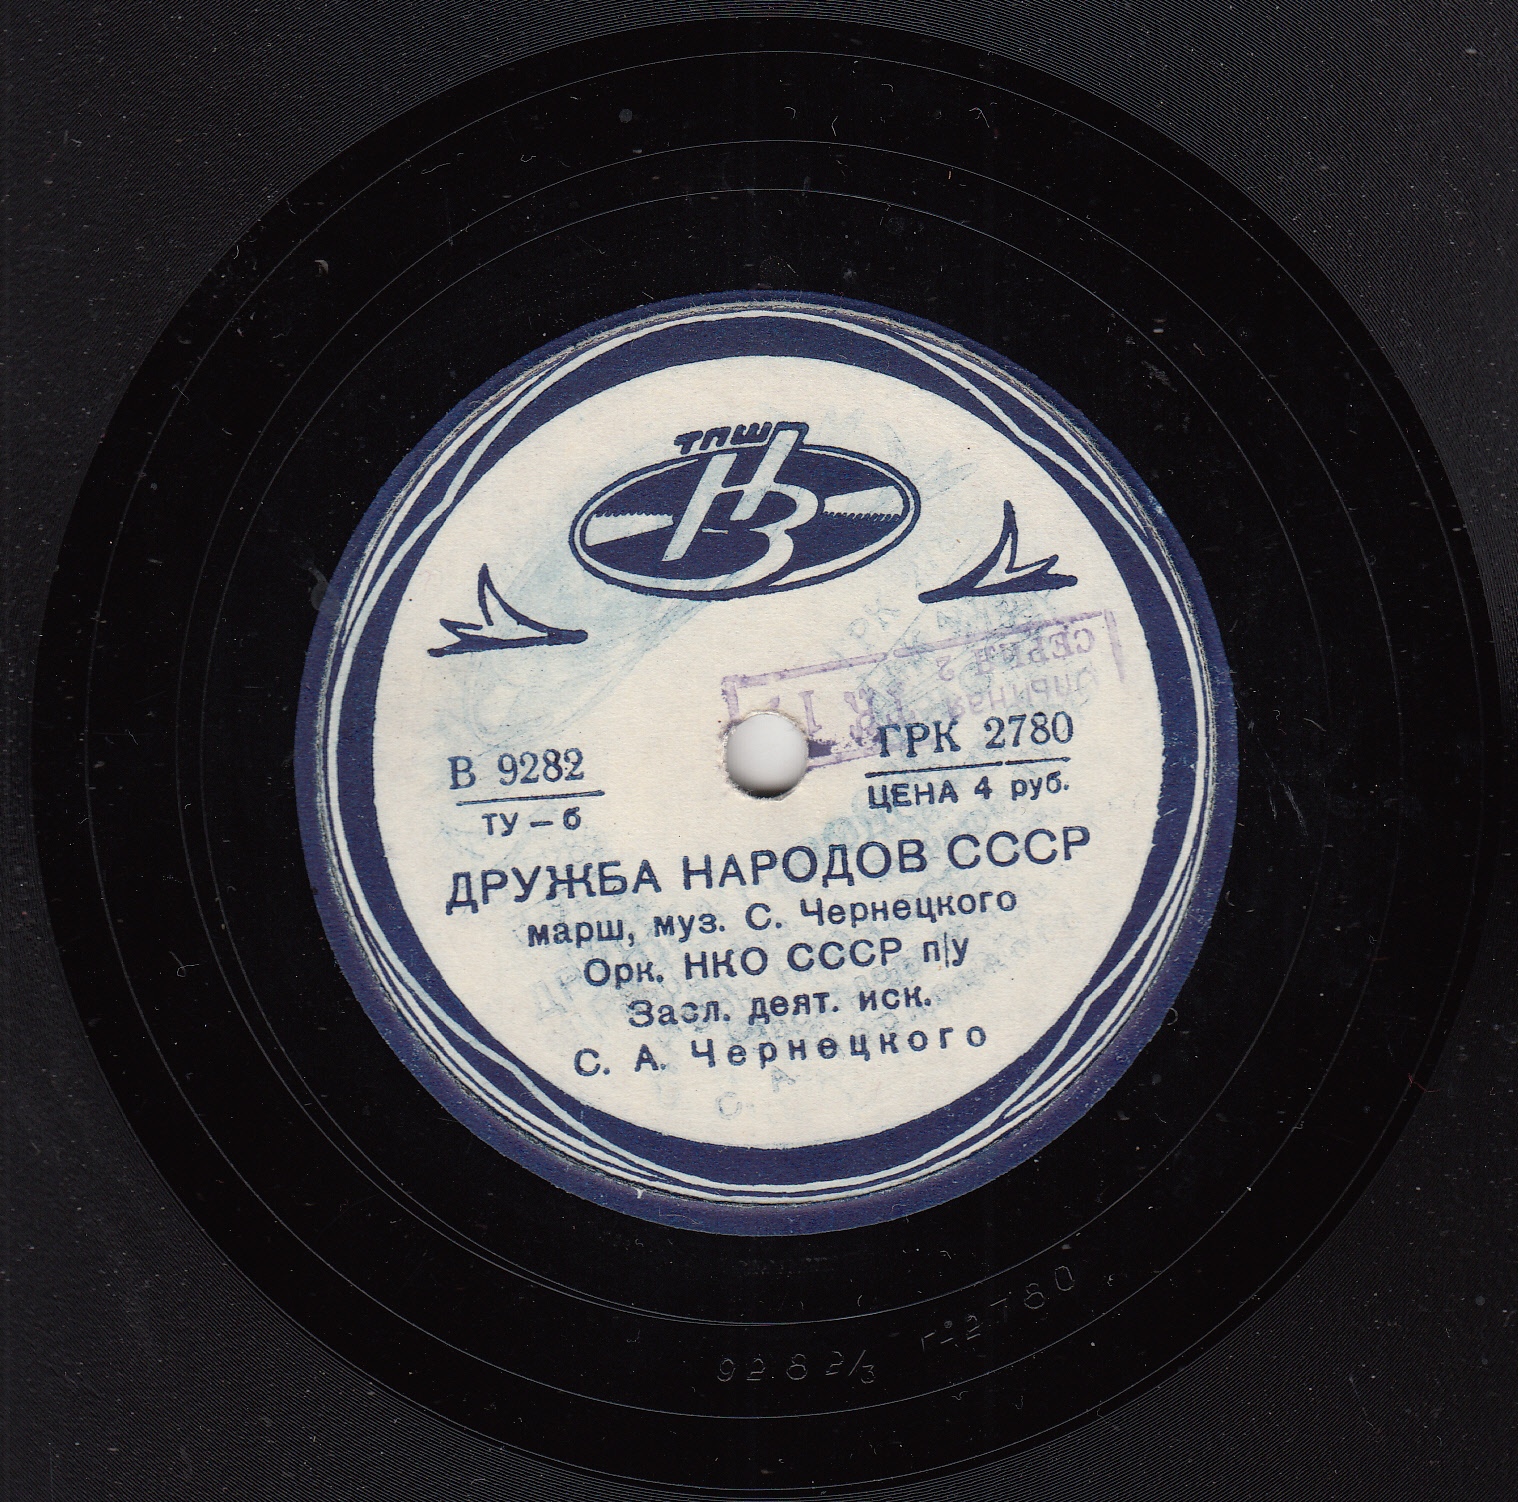 ТПШ
НЗ
В 9282
ТУ – б
ГРК 2780
ЦЕНА 4 руб.
ДРУЖБА НАРОДОВ СССР
марш, муз. С. Чернецкого
Орк. НКО СССР п/у
Засл. деят. иск.
С. А. Чернецкого
Г-2780
9282/3